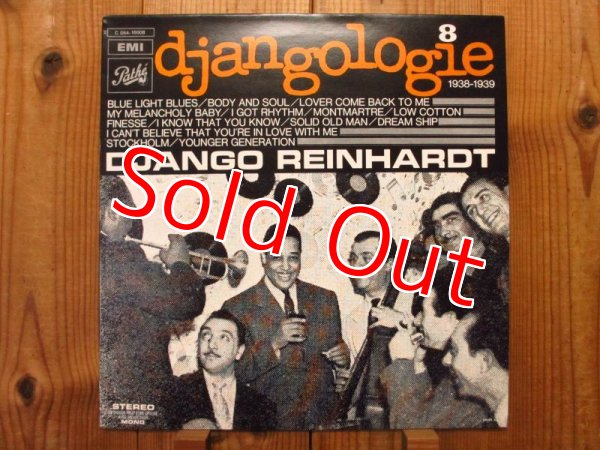 C 054-16008
EMI
Pathé
djangologie
8
1938-1939
BLUE LIGHT BLUES/BODY AND SOUL/LOVER COME BACK TO ME
MY MELANCHOLY BABY/I GOT RHYTHM/MONTMARTRE/LOW COTTON
FINESSE/I KNOW THAT YOU KNOW/SOLID OLD MAN/DREAM SHIP
I CAN'T BELIEVE THAT YOU'RE IN LOVE WITH ME
STOCKHOLM/YOUNGER GENERATION
DJANGO REINHARDT
Sold Out
STEREO
MONO